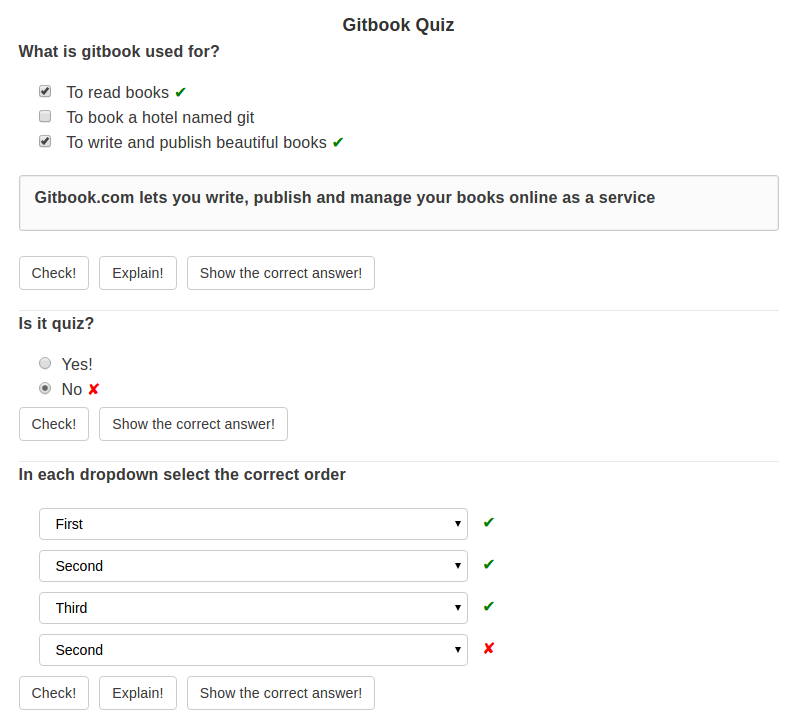 Gitbook Quiz
What is gitbook used for?
To read books ✔
To book a hotel named git
To write and publish beautiful books ✔
Gitbook.com lets you write, publish and manage your books online as a service
Check! Explain! Show the correct answer!
Is it quiz?
Yes!
No ✘
Check! Show the correct answer!
In each dropdown select the correct order
First ✔
Second ✔
Third ✔
Second ✘
Check! Explain! Show the correct answer!